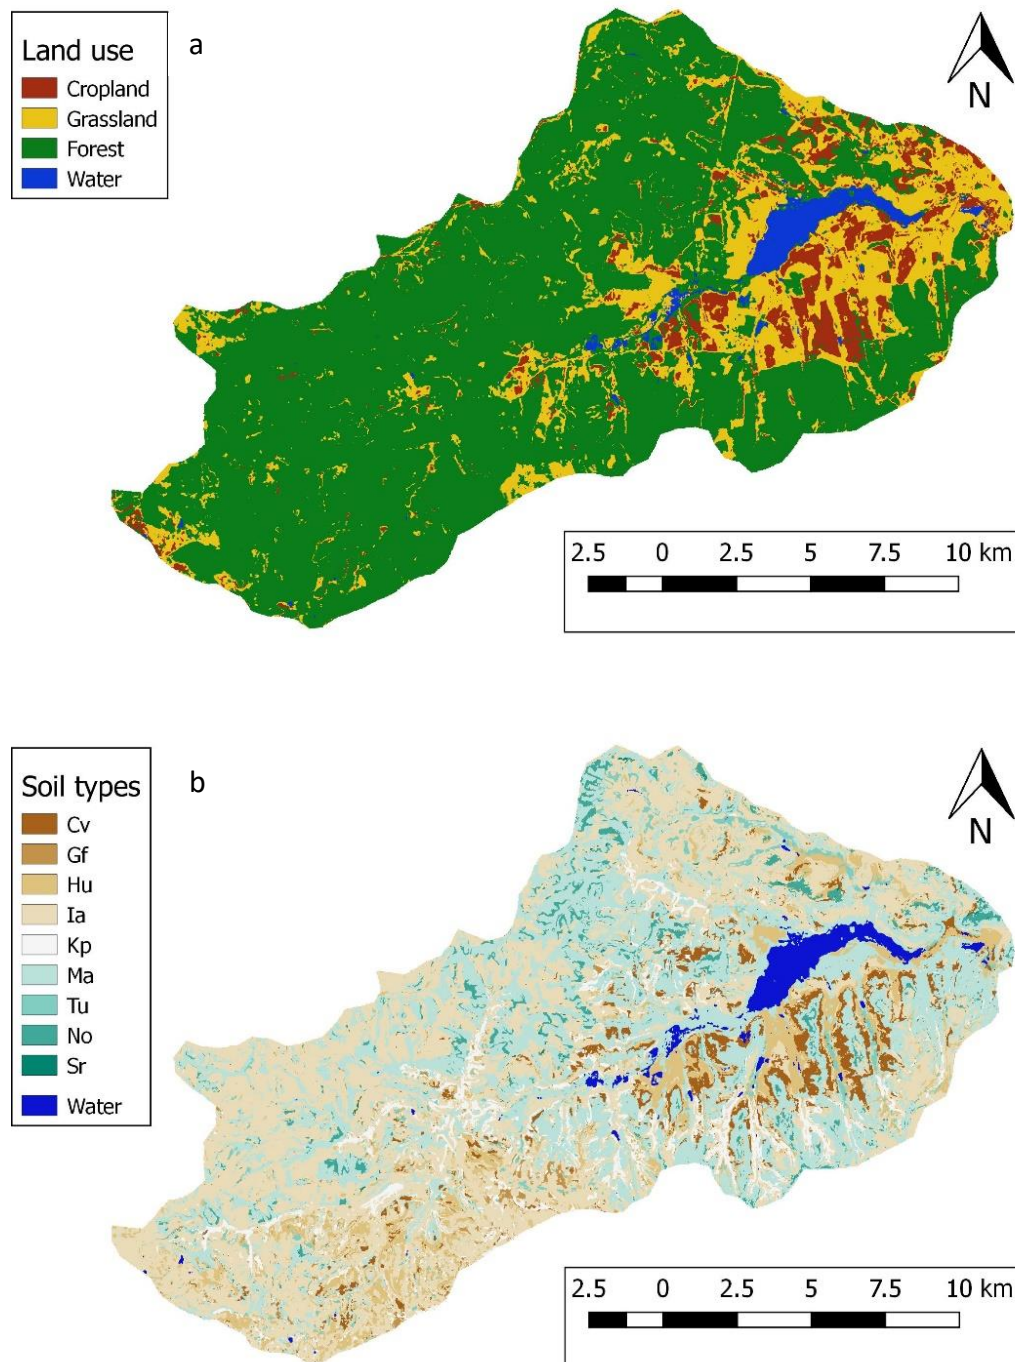 Land use
Cropland
Grassland
Forest
Water
a
N
2.5 0 2.5 5 7.5 10 km
Soil types
Cv
Gf
Hu
Ia
Kp
Ma
Tu
No
Sr
Water
b
N
2.5 0 2.5 5 7.5 10 km